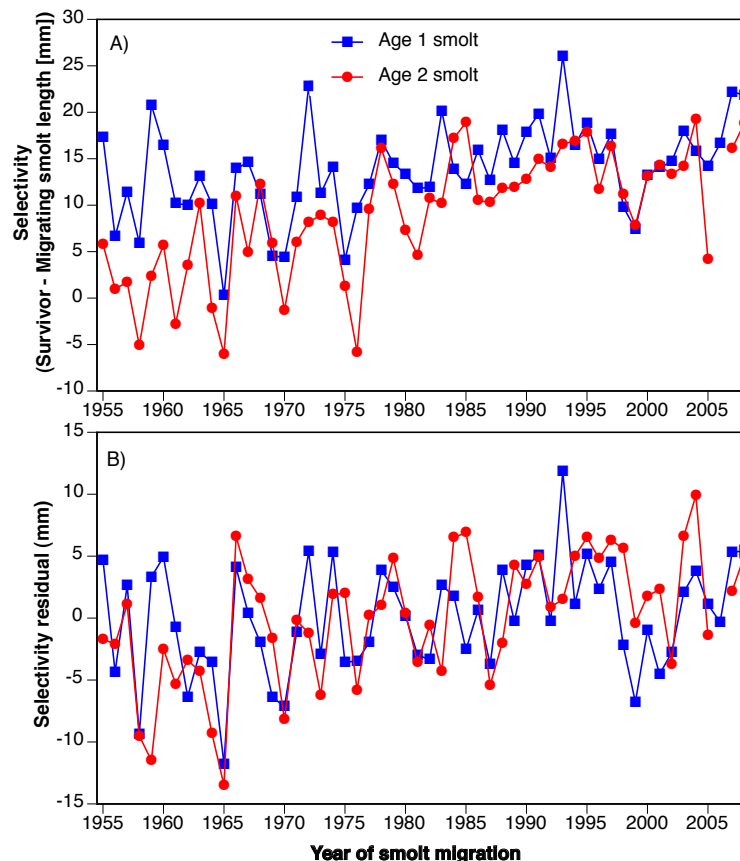 30
25
20
15
10
5
0
-5
-10
Selectivity
(Survivor - Migrating smolt length [mm])
A)
Age 1 smolt
Age 2 smolt
1955 1960 1965 1970 1975 1980 1985 1990 1995 2000 2005
15
10
5
0
-5
-10
-15
Selectivity residual (mm)
B)
1955 1960 1965 1970 1975 1980 1985 1990 1995 2000 2005
Year of smolt migration